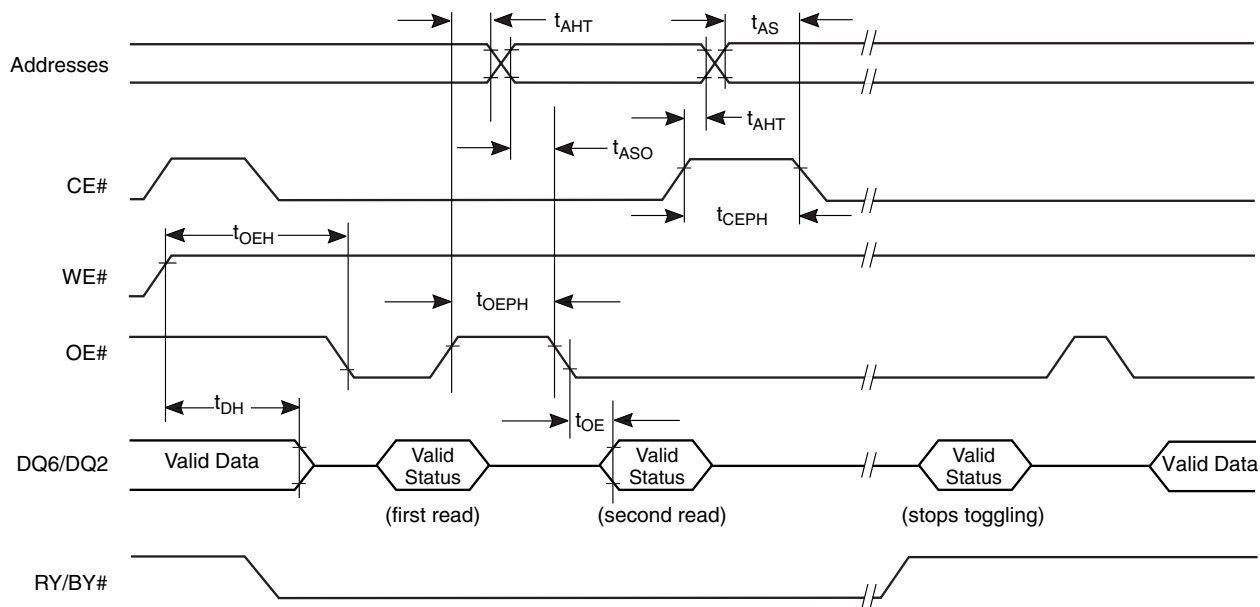 tAHT
tAS
Addresses
tAHT
tASO
CE#
tCEPH
tOEH
WE#
tOEPH
OE#
tDH
tOE
DQ6/DQ2
Valid Data
Valid
Status
Valid
Status
Valid
Status
Valid Data
(first read)
(second read)
(stops toggling)
RY/BY#